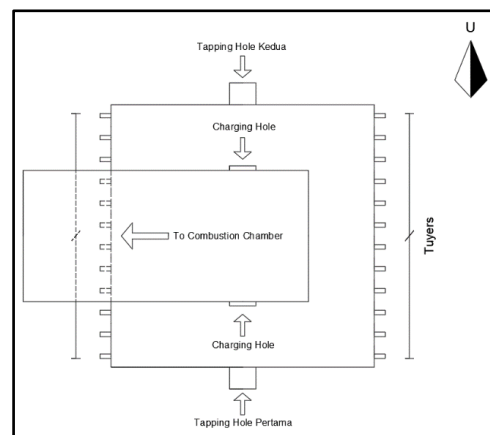 U
Tapping Hole Kedua
Charging Hole
To Combustion Chamber
Tuyers
Charging Hole
Tapping Hole Pertama